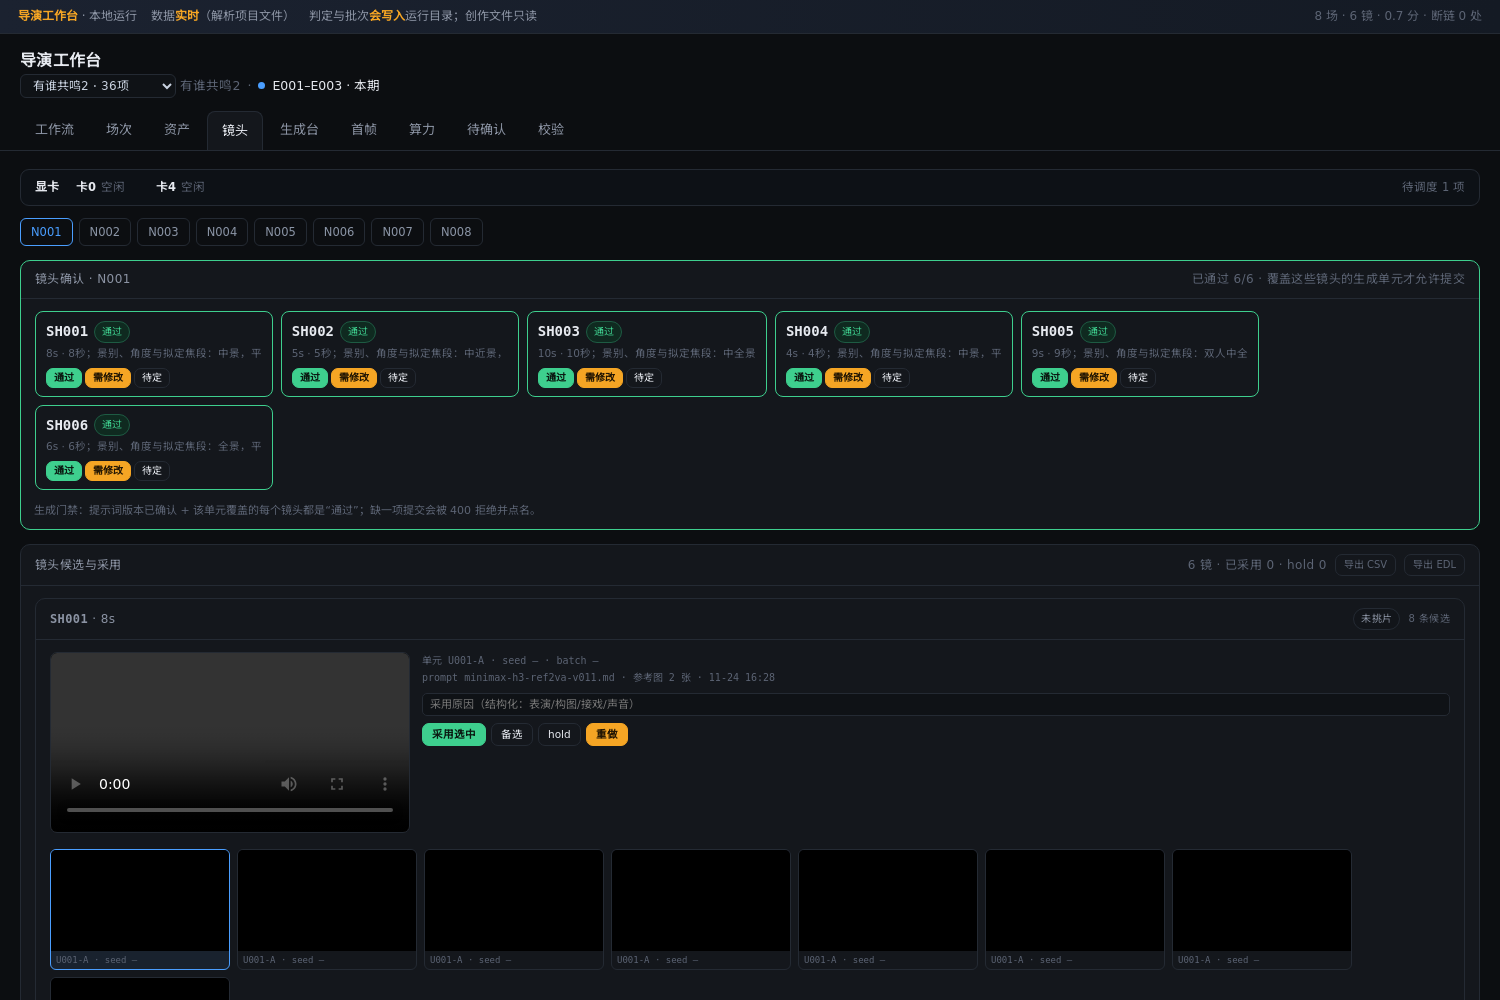 导演工作台 · 本地运行 数据实时（解析项目文件） 判定与批次会写入运行目录；创作文件只读 8 场 · 6 镜 · 0.7 分 · 断链 0 处
导演工作台
有谁共鸣2 · 36项 有谁共鸣2 · E001–E003 · 本期
工作流 场次 资产 镜头 生成台 首帧 算力 待确认 校验
显卡 卡0 空闲 卡4 空闲 待调度 1 项
N001 N002 N003 N004 N005 N006 N007 N008
镜头确认 · N001 已通过 6/6 · 覆盖这些镜头的生成单元才允许提交
SH001 通过 SH002 通过 SH003 通过 SH004 通过 SH005 通过
8s · 8秒；景别、角度与拟定焦段：中景，平 5s · 5秒；景别、角度与拟定焦段：中近景， 10s · 10秒；景别、角度与拟定焦段：中全景 4s · 4秒；景别、角度与拟定焦段：中景，平 9s · 9秒；景别、角度与拟定焦段：双人中全
通过 需修改 待定 通过 需修改 待定 通过 需修改 待定 通过 需修改 待定 通过 需修改 待定
SH006 通过
6s · 6秒；景别、角度与拟定焦段：全景，平
通过 需修改 待定
生成门禁：提示词版本已确认 + 该单元覆盖的每个镜头都是“通过”；缺一项提交会被 400 拒绝并点名。
镜头候选与采用 6 镜 · 已采用 0 · hold 0 导出 CSV 导出 EDL
SH001 · 8s 未挑片 8 条候选
单元 U001-A · seed — · batch —
prompt minimax-h3-ref2va-v011.md · 参考图 2 张 · 11-24 16:28
采用原因（结构化：表演/构图/接戏/声音）
采用选中 备选 hold 重做
0:00
U001-A · seed — U001-A · seed — U001-A · seed — U001-A · seed — U001-A · seed — U001-A · seed — U001-A · seed —